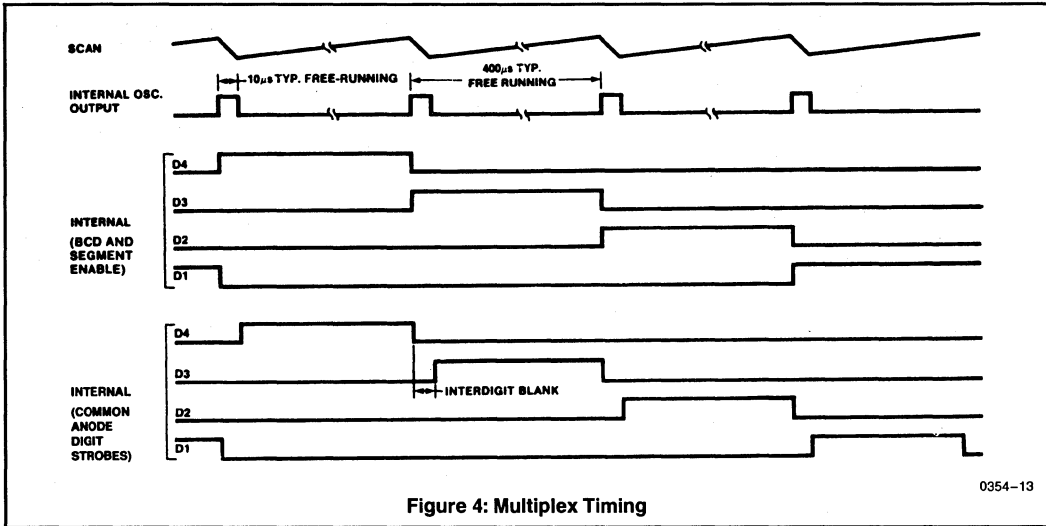 SCAN
10µs TYP. FREE-RUNNING
400µs TYP.
FREE RUNNING
INTERNAL OSC.
OUTPUT
D4
D3
INTERNAL
(BCD AND
SEGMENT
ENABLE)
D2
D1
D4
D3
INTERDIGIT BLANK
INTERNAL
(COMMON
ANODE
DIGIT
STROBES)
D2
D1
0354–13
Figure 4: Multiplex Timing